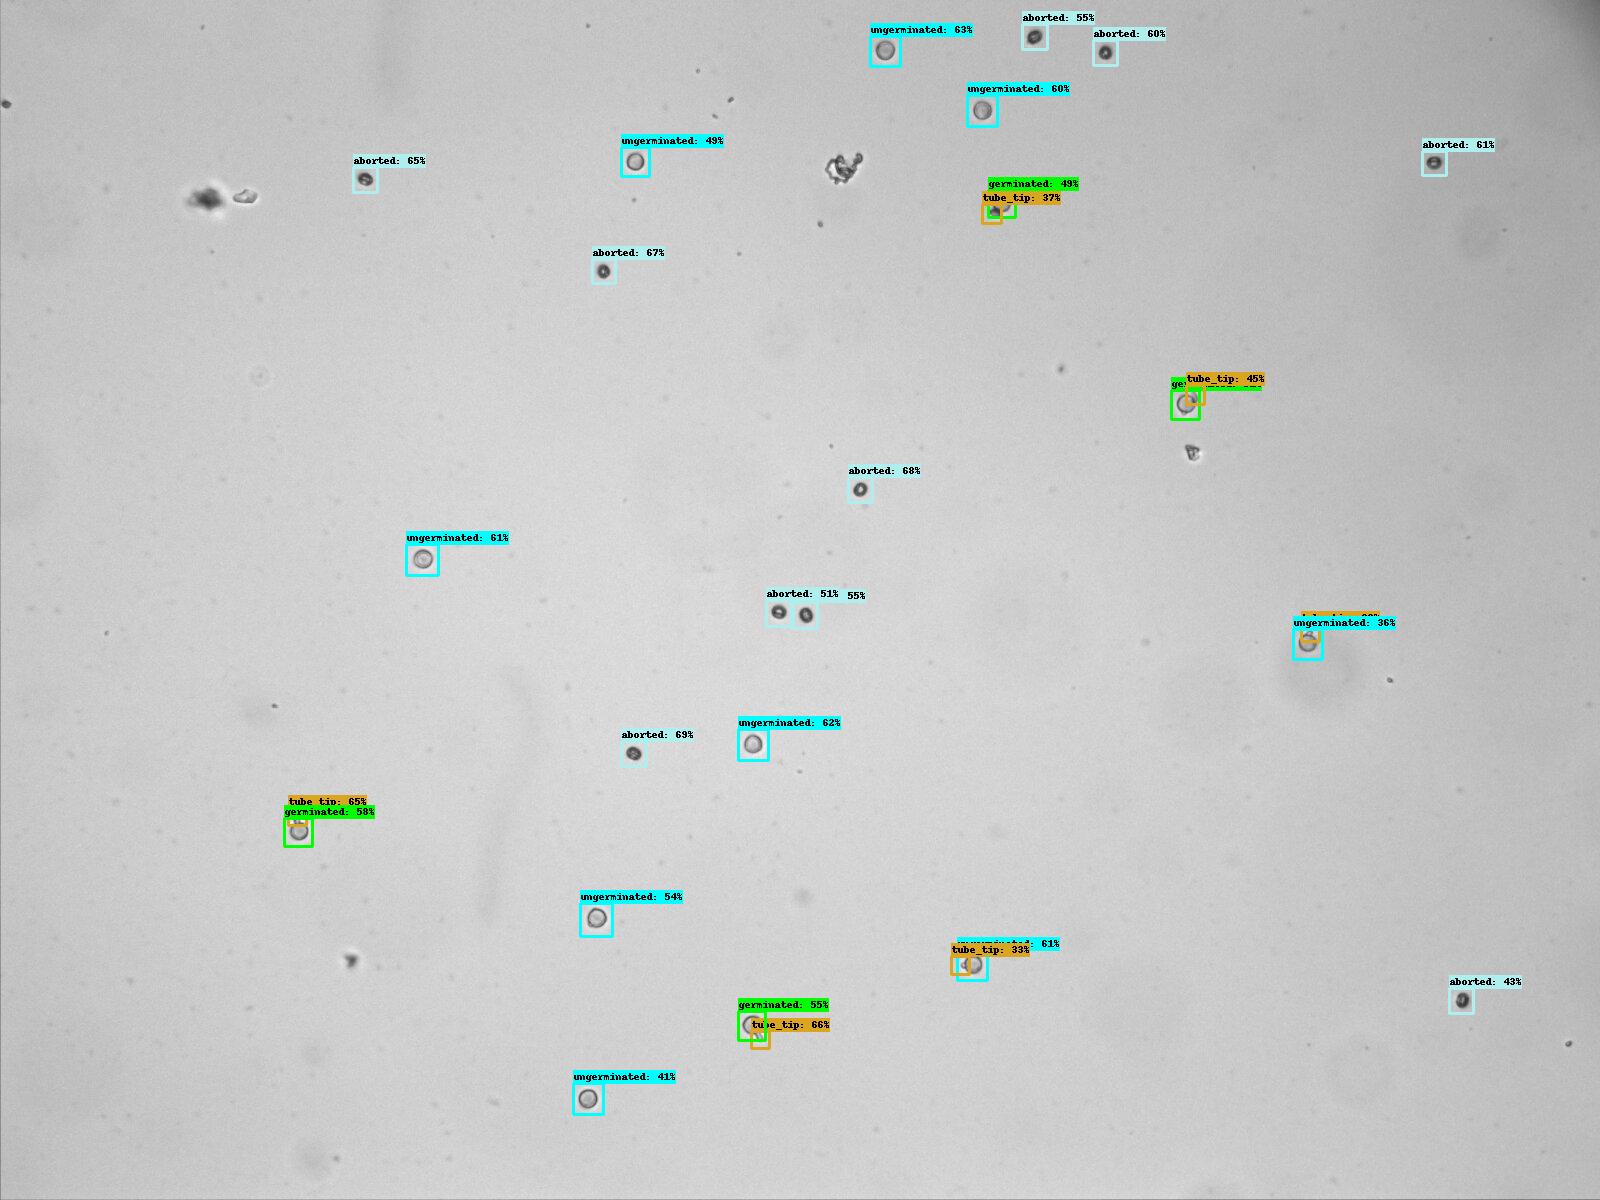 aborted: 55%
ungerminated: 63%
aborted: 60%
ungerminated: 60%
ungerminated: 49%
aborted: 61%
aborted: 65%
germinated: 49%
tube_tip: 37%
aborted: 67%
tube_tip: 45%
aborted: 68%
ungerminated: 61%
aborted: 51%
55%
ungerminated: 36%
ungerminated: 62%
aborted: 69%
tube_tip: 65%
germinated: 58%
ungerminated: 54%
61%
tube_tip: 33%
aborted: 43%
germinated: 55%
tube_tip: 66%
ungerminated: 41%